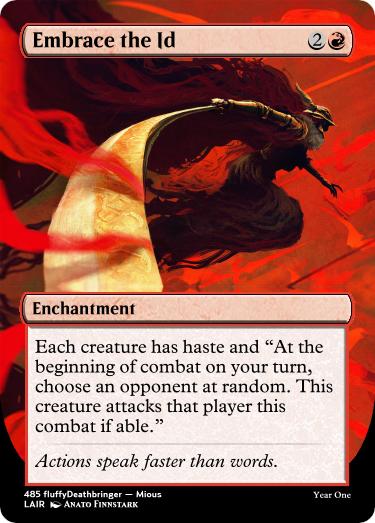 Embrace the Id 2
Enchantment
Each creature has haste and “At the
beginning of combat on your turn,
choose an opponent at random. This
creature attacks that player this
combat if able.”
Actions speak faster than words.
485 fluffyDeathbringer — Mious
LAIR Anato Finnstark
Year One